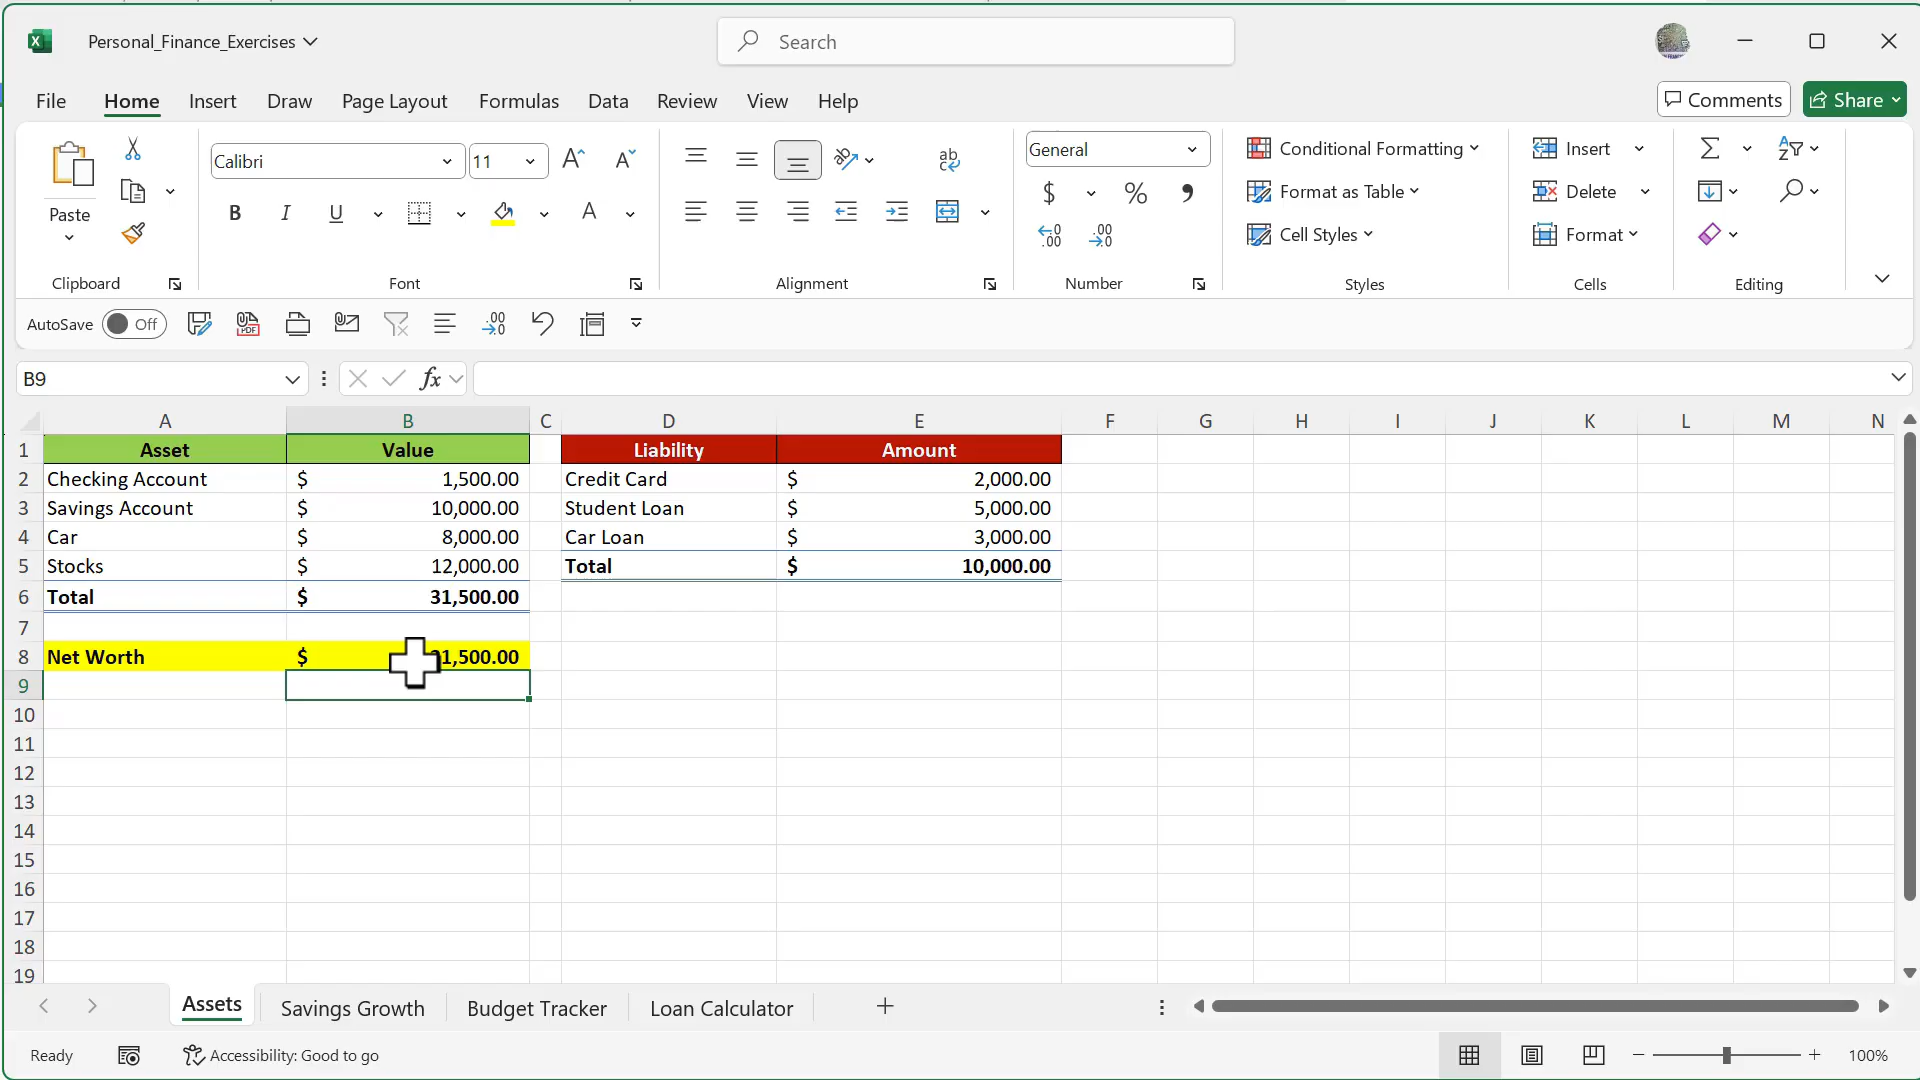 Personal_Finance_Exercises
Search
File Home Insert Draw Page Layout Formulas Data Review View Help
Comments Share
Paste
Clipboard
Calibri 11
B I U A
Font
ab
Alignment
General
$ % ,
Number
Conditional Formatting
Format as Table
Cell Styles
Styles
Insert
Delete
Format
Cells
Editing
AutoSave Off
B9 fx
A B C D E F G H I J K L M N
1 Asset Value Liability Amount
2 Checking Account $ 1,500.00 Credit Card $ 2,000.00
3 Savings Account $ 10,000.00 Student Loan $ 5,000.00
4 Car $ 8,000.00 Car Loan $ 3,000.00
5 Stocks $ 12,000.00 Total $ 10,000.00
6 Total $ 31,500.00
7
8 Net Worth $ 1,500.00
9
10
11
12
13
14
15
16
17
18
19
Assets Savings Growth Budget Tracker Loan Calculator
Ready Accessibility: Good to go 100%